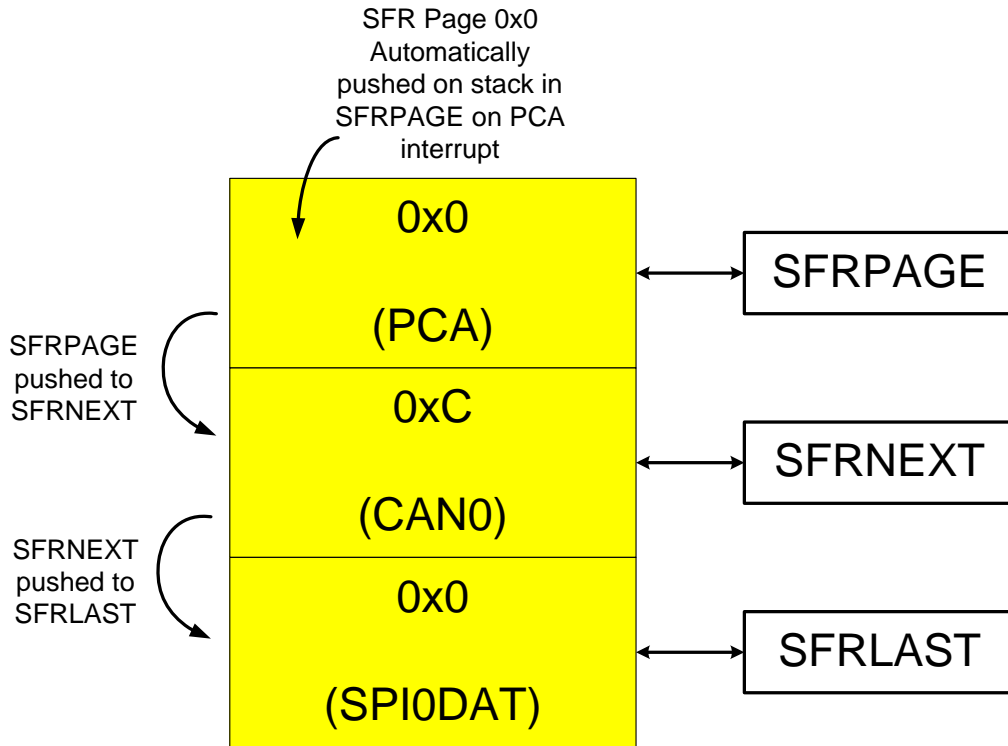 SFR Page 0x0
Automatically
pushed on stack in
SFRPAGE on PCA
interrupt
0x0
(PCA)
SFRPAGE
SFRPAGE
pushed to
SFRNEXT
0xC
(CAN0)
SFRNEXT
SFRNEXT
pushed to
SFRLAST
0x0
(SPI0DAT)
SFRLAST